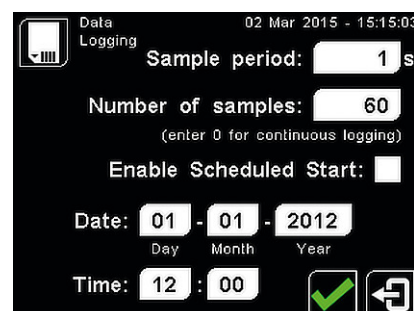 Data Logging 02 Mar 2015 - 15:15:03
Sample period: 1 s
Number of samples: 60
(enter 0 for continuous logging)
Enable Scheduled Start:
Date: 01 - 01 - 2012
Day Month Year
Time: 12 : 00